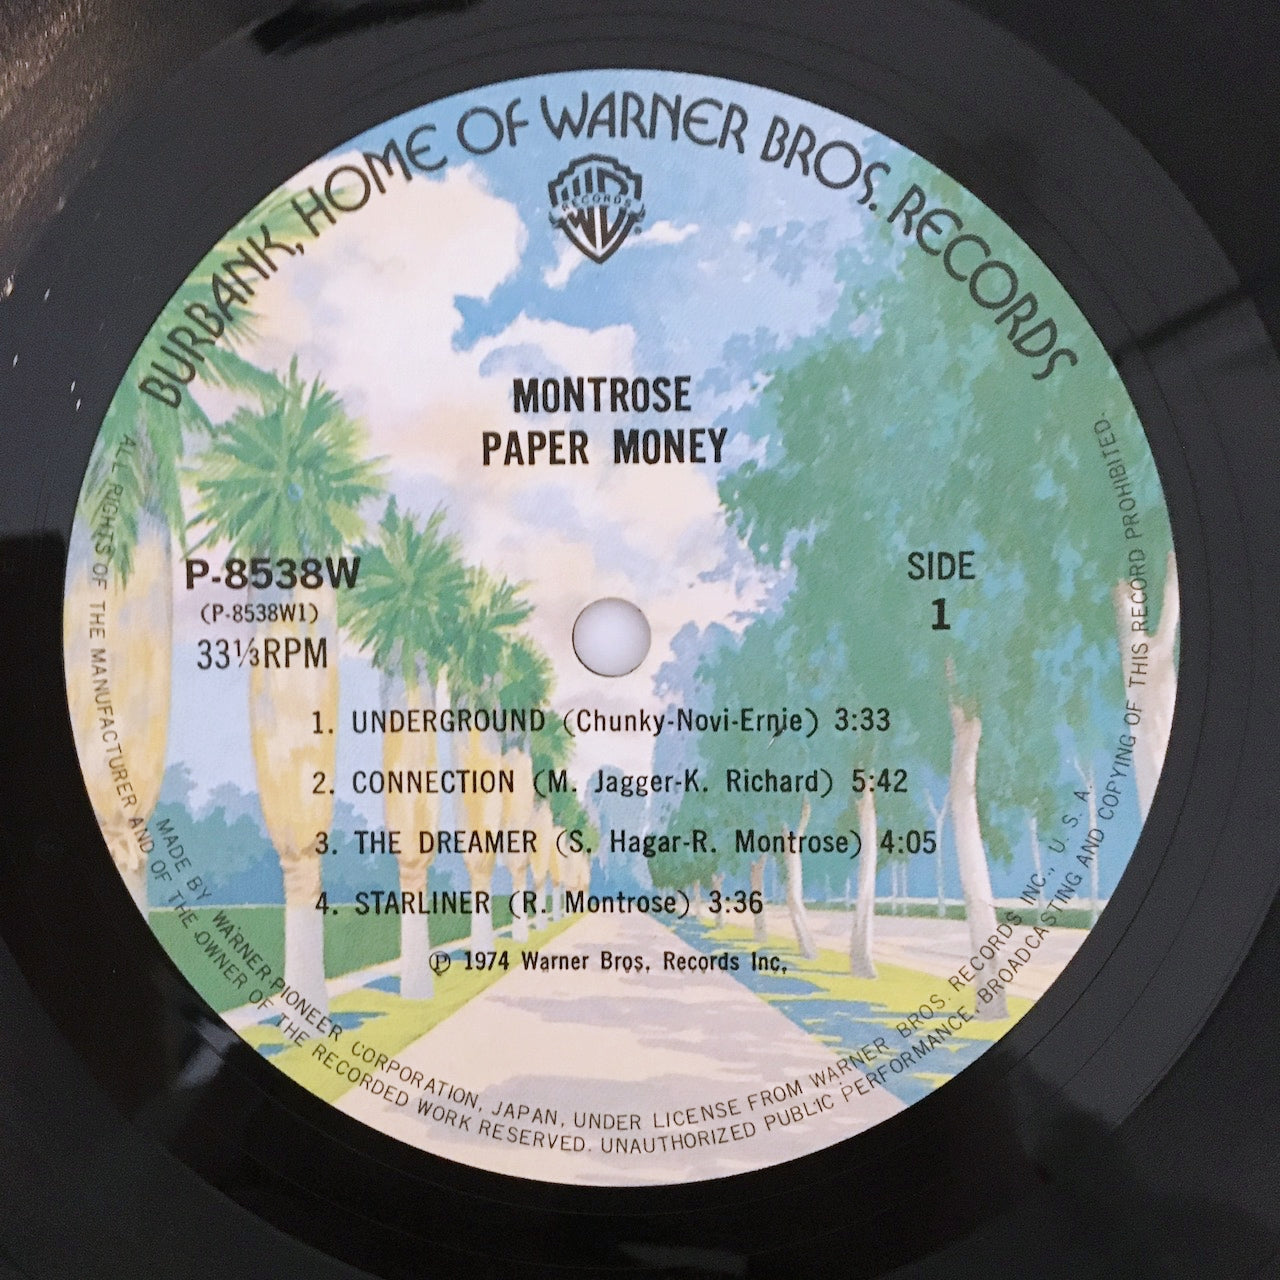 BURBANK, HOME OF WARNER BROS. RECORDS
WB
RECORDS
MONTROSE
PAPER MONEY
P-8538W
(P-8538W1)
33⅓RPM
SIDE
1
1. UNDERGROUND (Chunky-Novi-Ernie) 3:33
2. CONNECTION (M. Jagger-K. Richard) 5:42
3. THE DREAMER (S. Hagar-R. Montrose) 4:05
4. STARLINER (R. Montrose) 3:36
℗ 1974 Warner Bros. Records Inc.
MADE BY WARNER-PIONEER CORPORATION, JAPAN, UNDER LICENSE FROM WARNER BROS. RECORDS INC., U. S. A.
ALL RIGHTS OF THE MANUFACTURER AND OF THE OWNER OF THE RECORDED WORK RESERVED. UNAUTHORIZED PUBLIC PERFORMANCE, BROADCASTING AND COPYING OF THIS RECORD PROHIBITED.